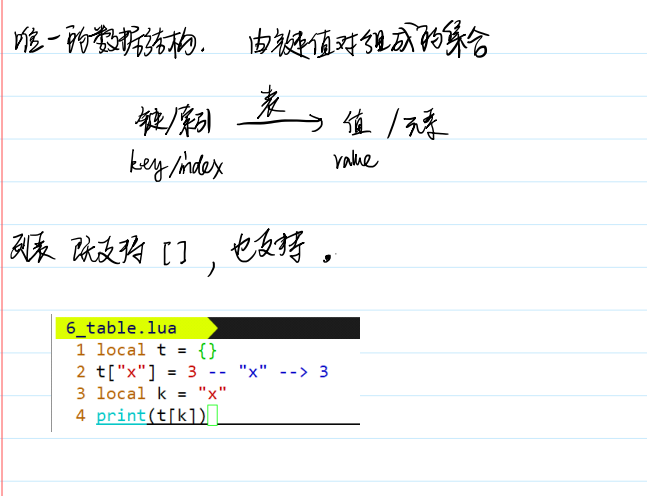 唯一的数据结构. 由键值对组成的集合
键/索引 表 值 /元素
key/index value
列表 既支持 [] , 也支持 .
6_table.lua
1 local t = {}
2 t["x"] = 3 -- "x" --> 3
3 local k = "x"
4 print(t[k])